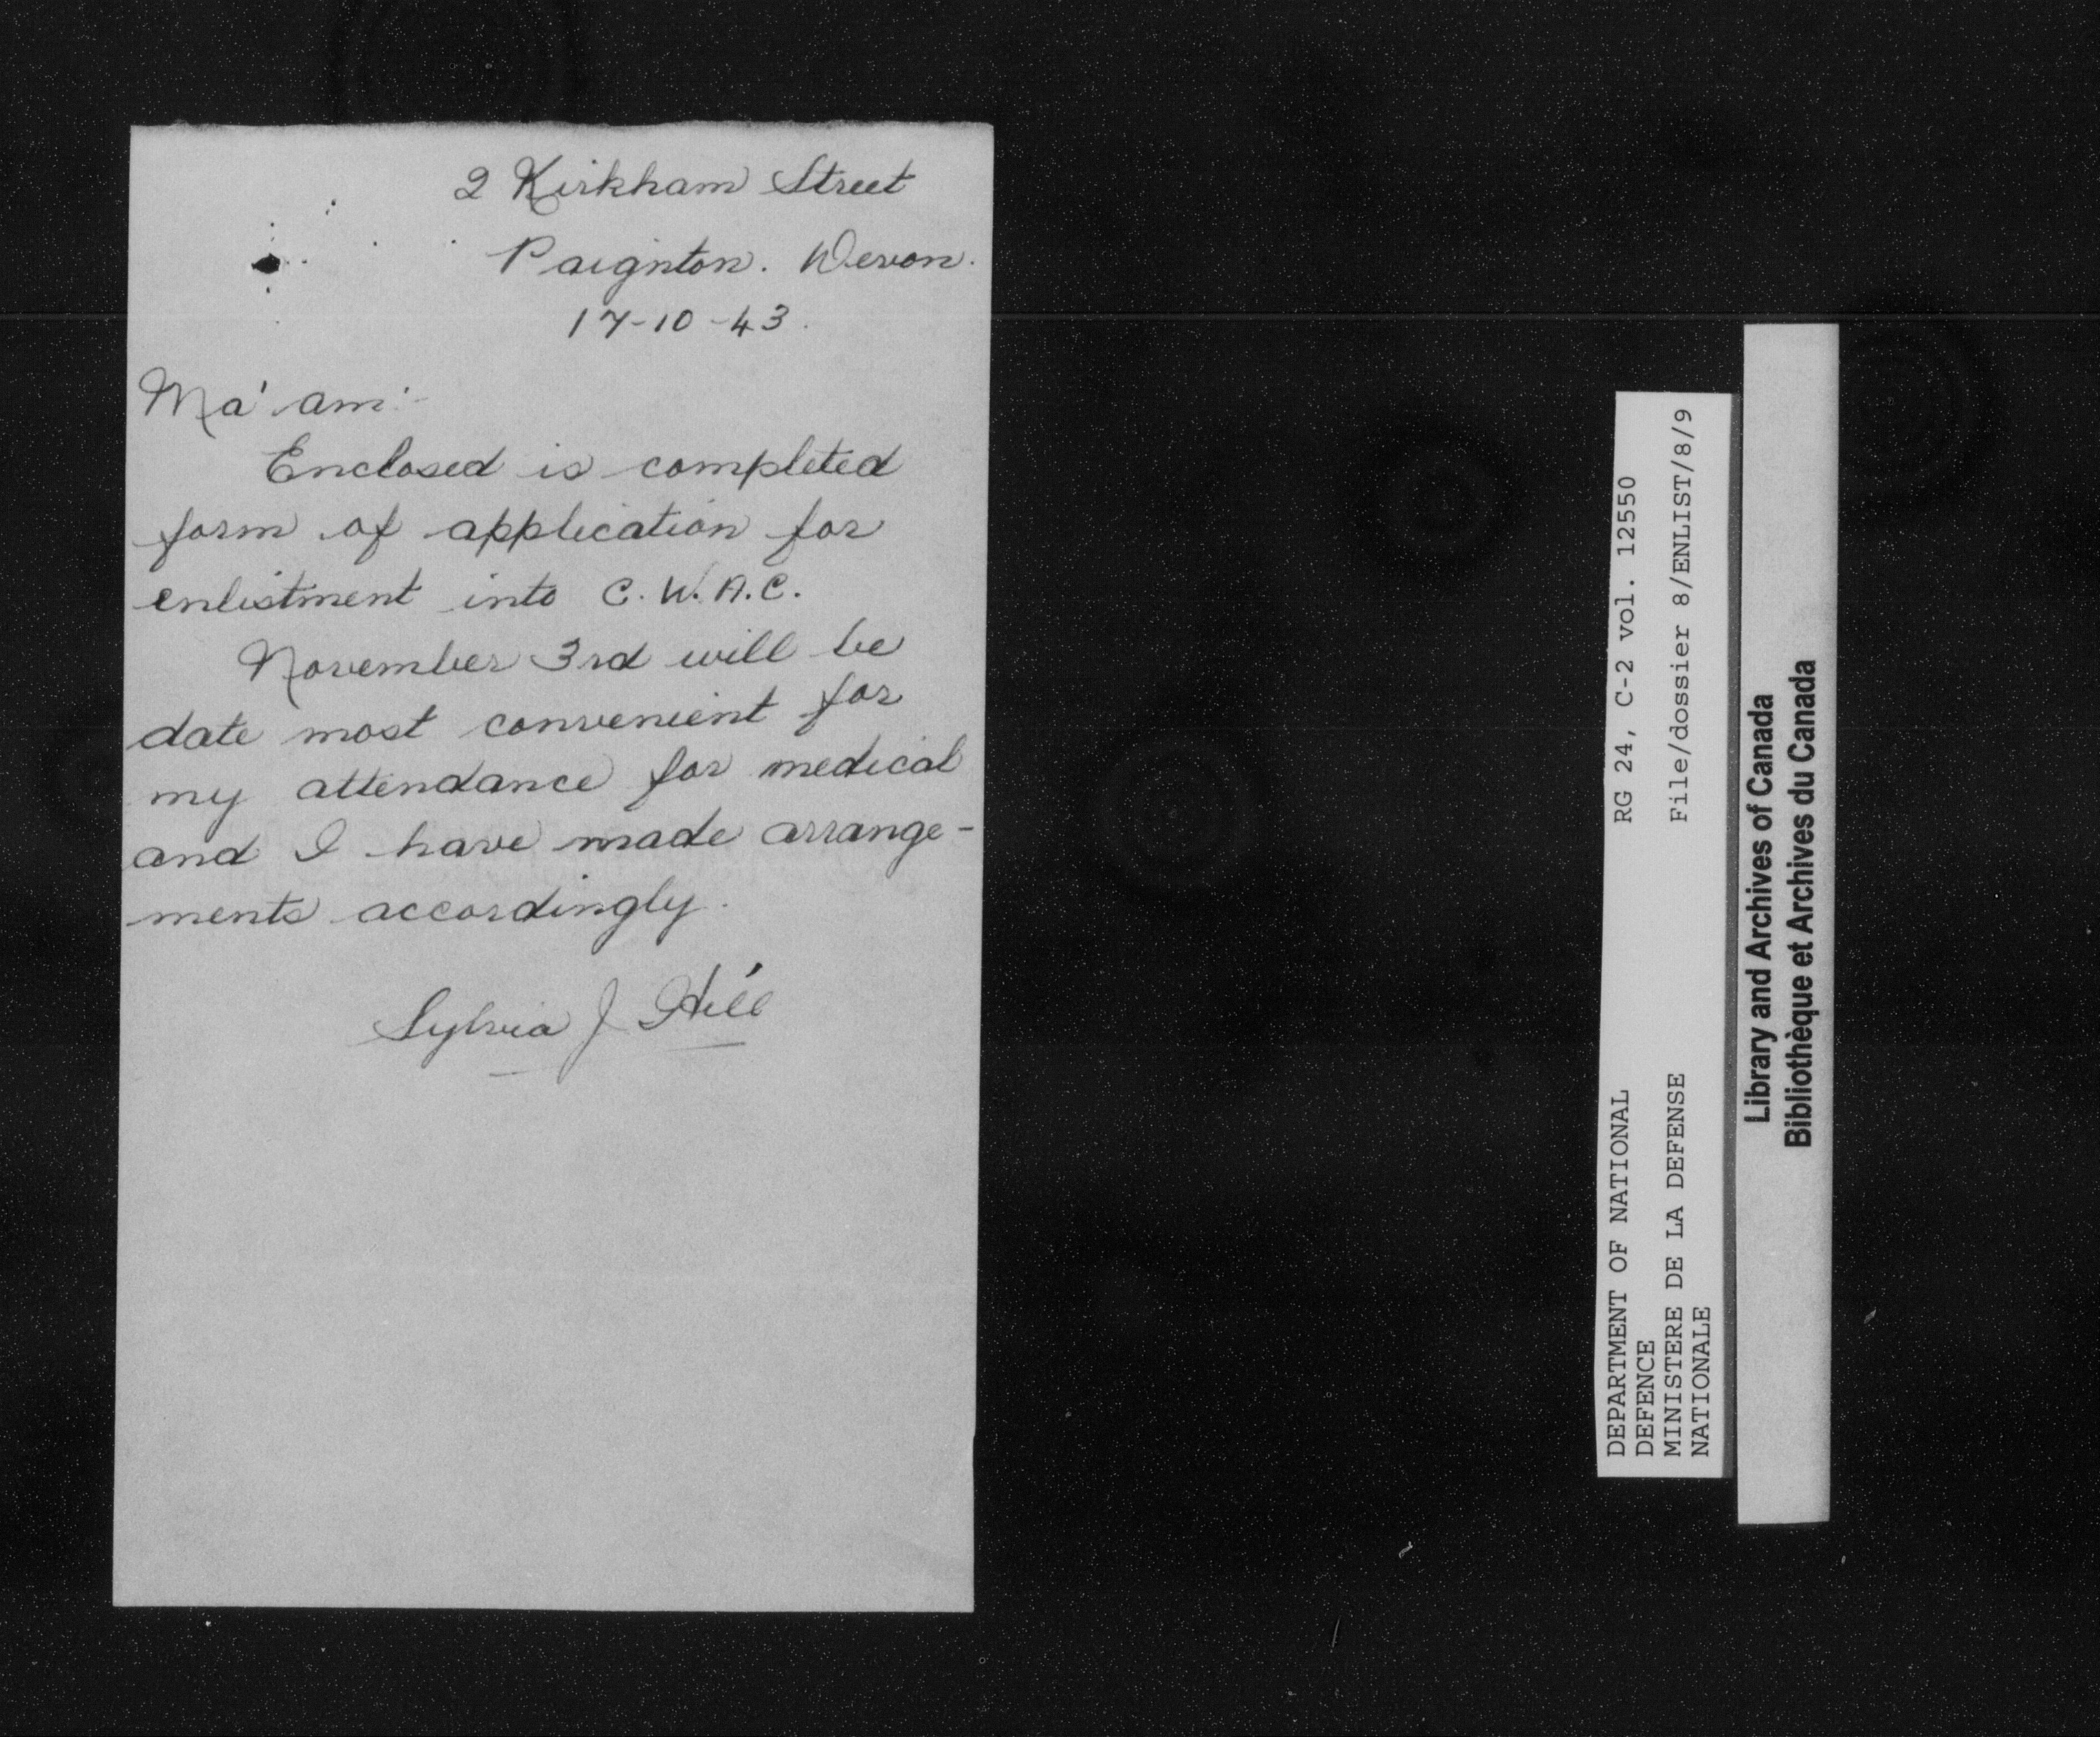 2 Kirkham Street
Paignton. Devon.
17-10-43.
Ma'am:-
Enclosed is completed
form of application for
enlistment into C.W.A.C.
November 3rd will be
date most convenient for
my attendance for medical
and I have made arrange-
ments accordingly.
Sylvia J Hill
DEPARTMENT OF NATIONAL
DEFENCE
MINISTERE DE LA DEFENSE
NATIONALE
RG 24, C-2 vol. 12550
File/dossier 8/ENLIST/8/9
Library and Archives of Canada
Bibliothèque et Archives du Canada